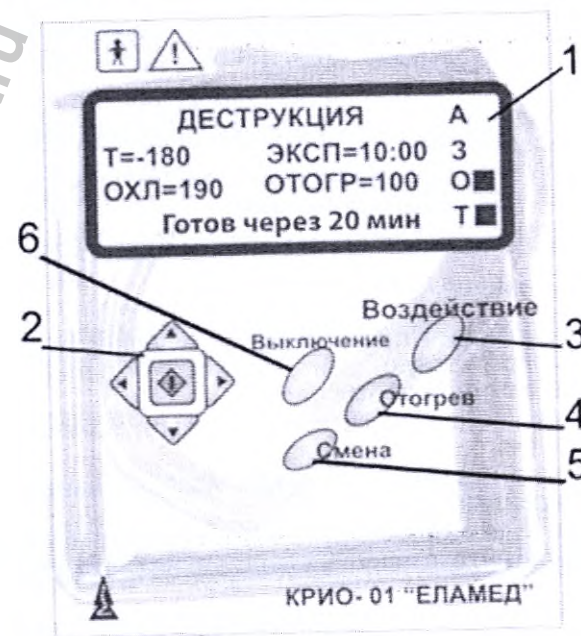 1
ДЕСТРУКЦИЯ А
Т=-180 ЭКСП=10:00 З
ОХЛ=190 ОТОГР=100 О
Готов через 20 мин Т
6
Воздействие
2
Выключение
3
Отогрев
4
Смена
5
КРИО- 01 "ЕЛАМЕД"